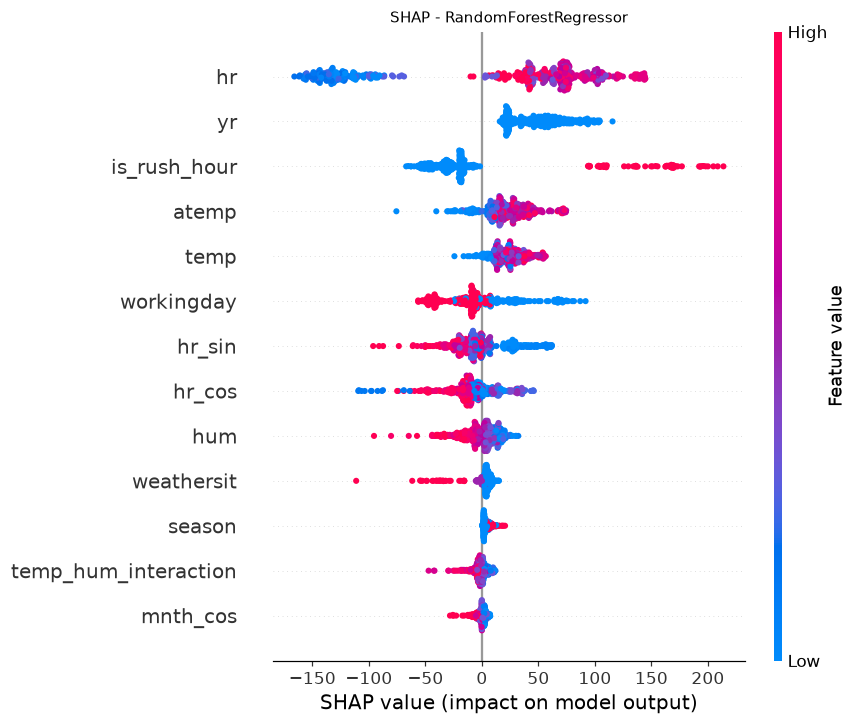 SHAP - RandomForestRegressor
High
hr
yr
is_rush_hour
atemp
temp
workingday
hr_sin
hr_cos
hum
weathersit
season
temp_hum_interaction
mnth_cos
Feature value
Low
−150 −100 −50 0 50 100 150 200
SHAP value (impact on model output)